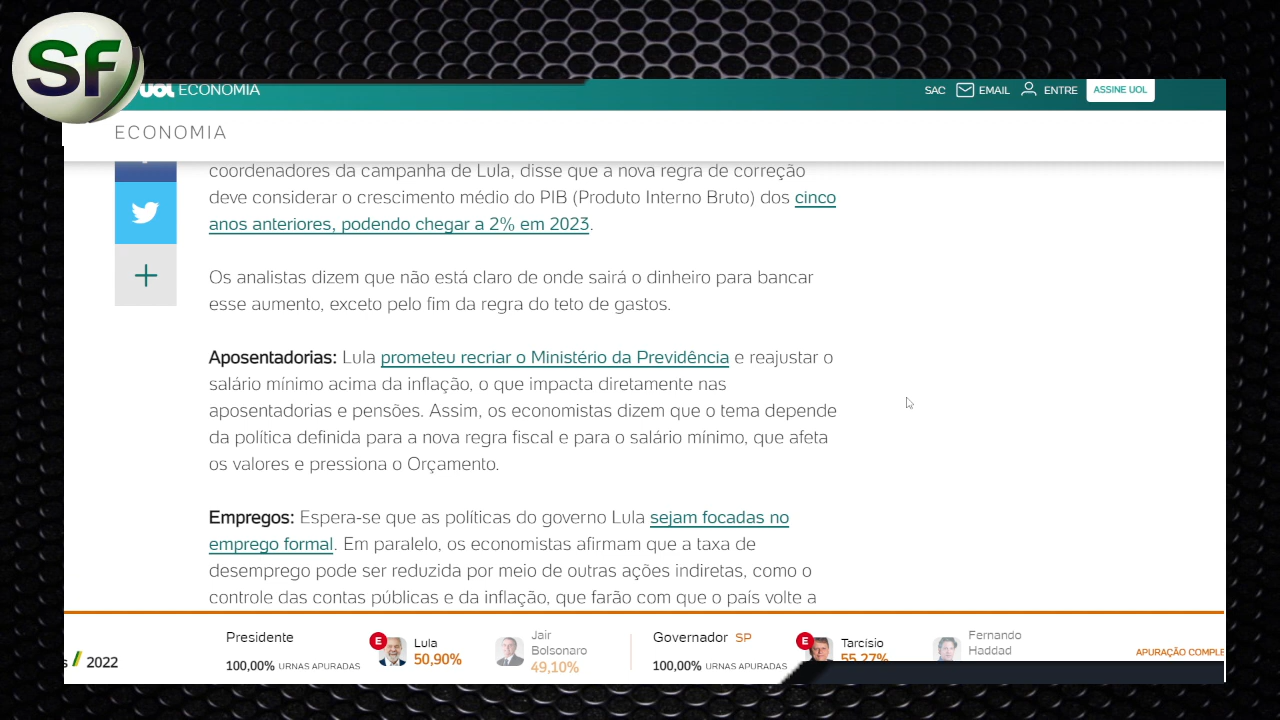 SF
UOL ECONOMIA
SAC EMAIL ENTRE ASSINE UOL
ECONOMIA
coordenadores da campanha de Lula, disse que a nova regra de correção
deve considerar o crescimento médio do PIB (Produto Interno Bruto) dos cinco
anos anteriores, podendo chegar a 2% em 2023.
Os analistas dizem que não está claro de onde sairá o dinheiro para bancar
esse aumento, exceto pelo fim da regra do teto de gastos.
Aposentadorias: Lula prometeu recriar o Ministério da Previdência e reajustar o
salário mínimo acima da inflação, o que impacta diretamente nas
aposentadorias e pensões. Assim, os economistas dizem que o tema depende
da política definida para a nova regra fiscal e para o salário mínimo, que afeta
os valores e pressiona o Orçamento.
Empregos: Espera-se que as políticas do governo Lula sejam focadas no
emprego formal. Em paralelo, os economistas afirmam que a taxa de
desemprego pode ser reduzida por meio de outras ações indiretas, como o
controle das contas públicas e da inflação, que farão com que o país volte a
s / 2022
Presidente
100,00% URNAS APURADAS
E
Lula
50,90%
Jair
Bolsonaro
49,10%
Governador SP
100,00% URNAS APURADAS
E
Tarcísio
55,27%
Fernando
Haddad
APURAÇÃO COMPLE